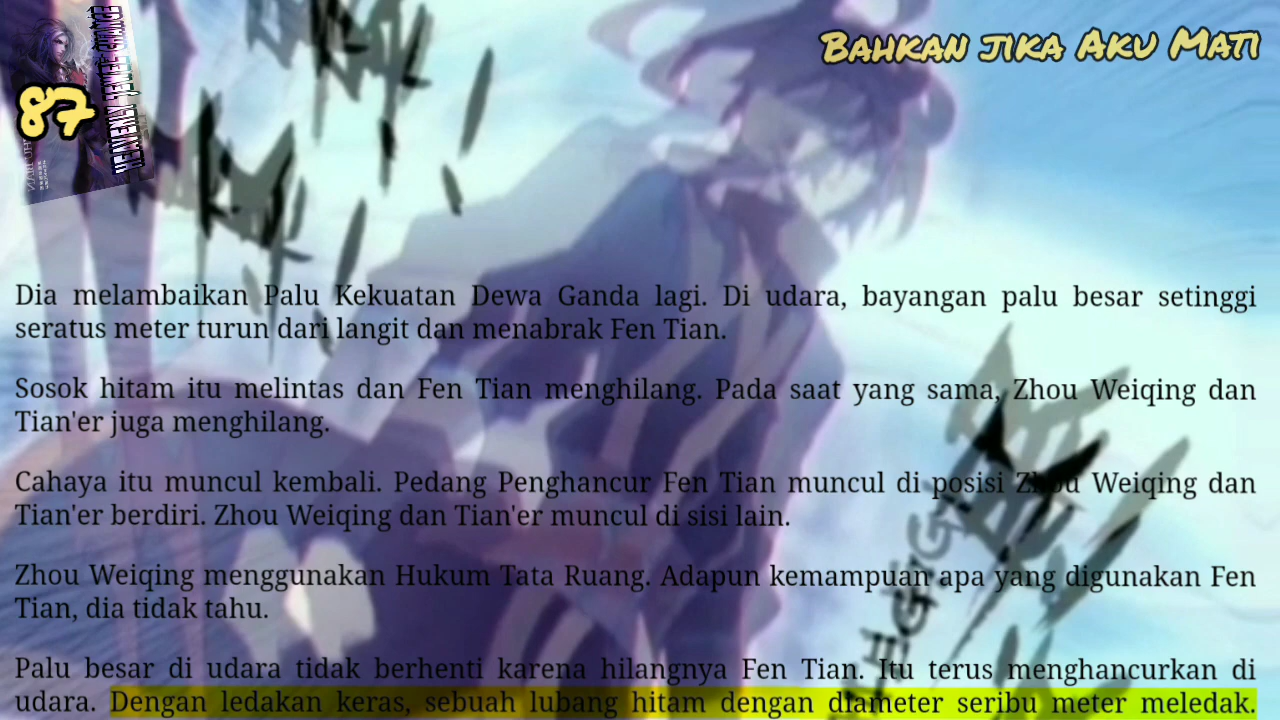 87
HEAVENLY JEWEL CHANGE
Bahkan jika Aku Mati
Dia melambaikan Palu Kekuatan Dewa Ganda lagi. Di udara, bayangan palu besar setinggi
seratus meter turun dari langit dan menabrak Fen Tian.
Sosok hitam itu melintas dan Fen Tian menghilang. Pada saat yang sama, Zhou Weiqing dan
Tian'er juga menghilang.
Cahaya itu muncul kembali. Pedang Penghancur Fen Tian muncul di posisi Zhou Weiqing dan
Tian'er berdiri. Zhou Weiqing dan Tian'er muncul di sisi lain.
Zhou Weiqing menggunakan Hukum Tata Ruang. Adapun kemampuan apa yang digunakan Fen
Tian, dia tidak tahu.
Palu besar di udara tidak berhenti karena hilangnya Fen Tian. Itu terus menghancurkan di
udara. Dengan ledakan keras, sebuah lubang hitam dengan diameter seribu meter meledak.